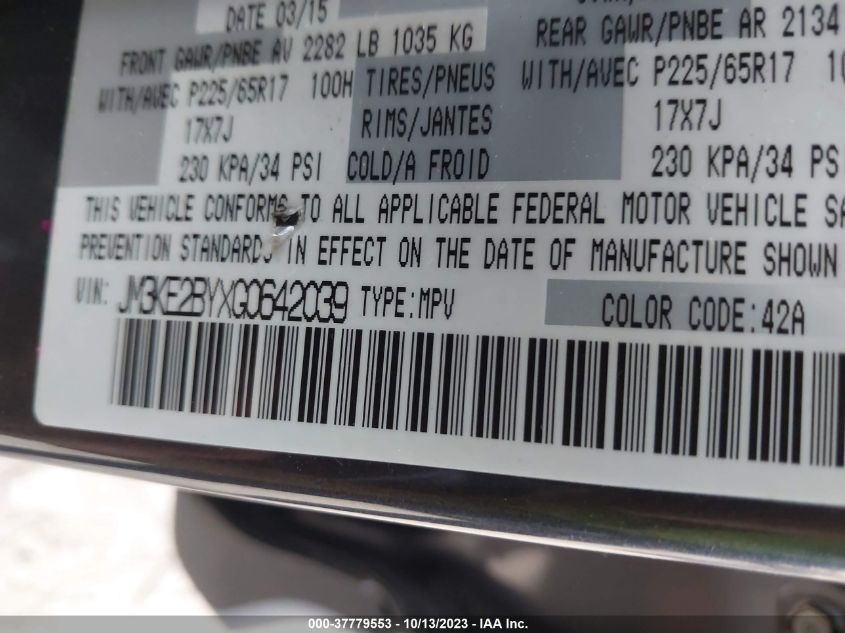 DATE 03/15
FRONT GAWR/PNBE AV 2282 LB 1035 KG
REAR GAWR/PNBE AR 2134
WITH/AVEC P225/65R17 100H TIRES/PNEUS WITH/AVEC P225/65R17
17X7J RIMS/JANTES 17X7J
230 KPA/34 PSI COLD/A FROID 230 KPA/34 PSI
THIS VEHICLE CONFORMS TO ALL APPLICABLE FEDERAL MOTOR VEHICLE
PREVENTION STANDARDS IN EFFECT ON THE DATE OF MANUFACTURE SHOWN
VIN: JM3KE2BYXG0642039 TYPE:MPV COLOR CODE:42A
000-37779553 - 10/13/2023 - IAA Inc.